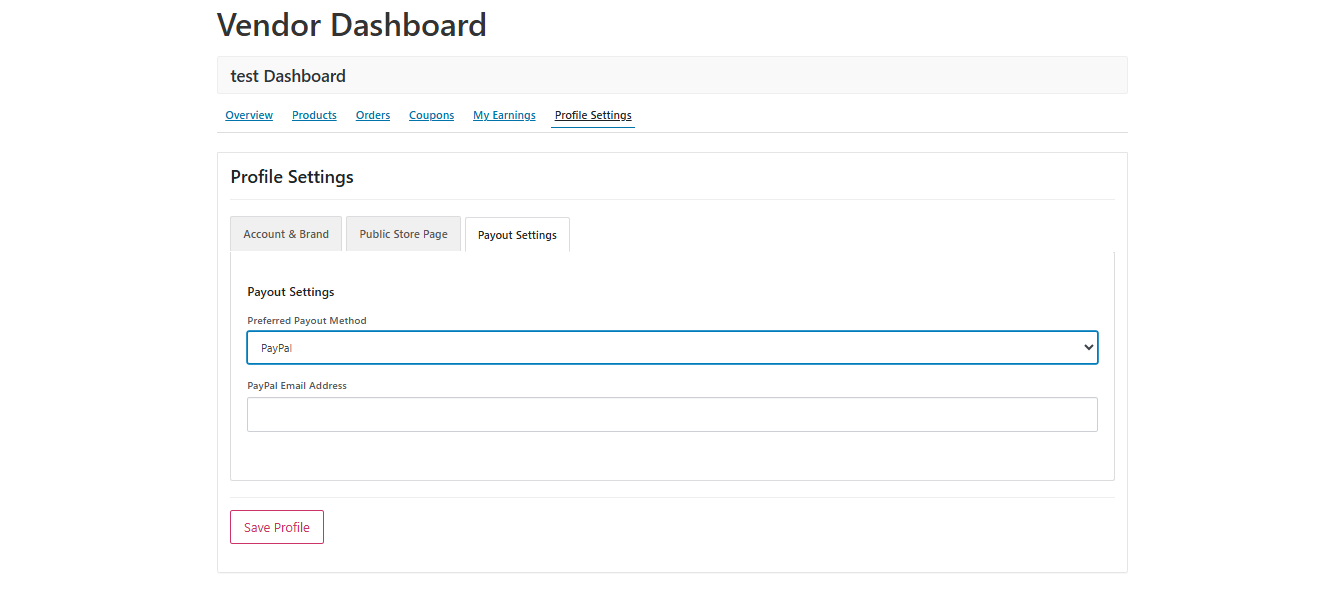 Vendor Dashboard
test Dashboard
Overview Products Orders Coupons My Earnings Profile Settings
Profile Settings
Account & Brand Public Store Page Payout Settings
Payout Settings
Preferred Payout Method
PayPal
PayPal Email Address
Save Profile